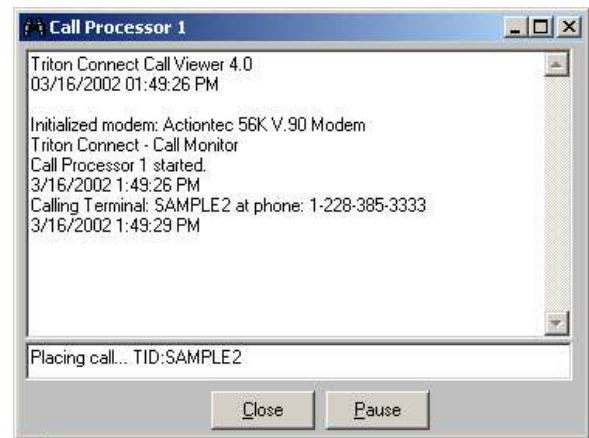 Call Processor 1
Triton Connect Call Viewer 4.0
03/16/2002 01:49:26 PM
Initialized modem: Actiontec 56K V.90 Modem
Triton Connect - Call Monitor
Call Processor 1 started.
3/16/2002 1:49:26 PM
Calling Terminal: SAMPLE2 at phone: 1-228-385-3333
3/16/2002 1:49:29 PM
Placing call... TID:SAMPLE2
Close
Pause